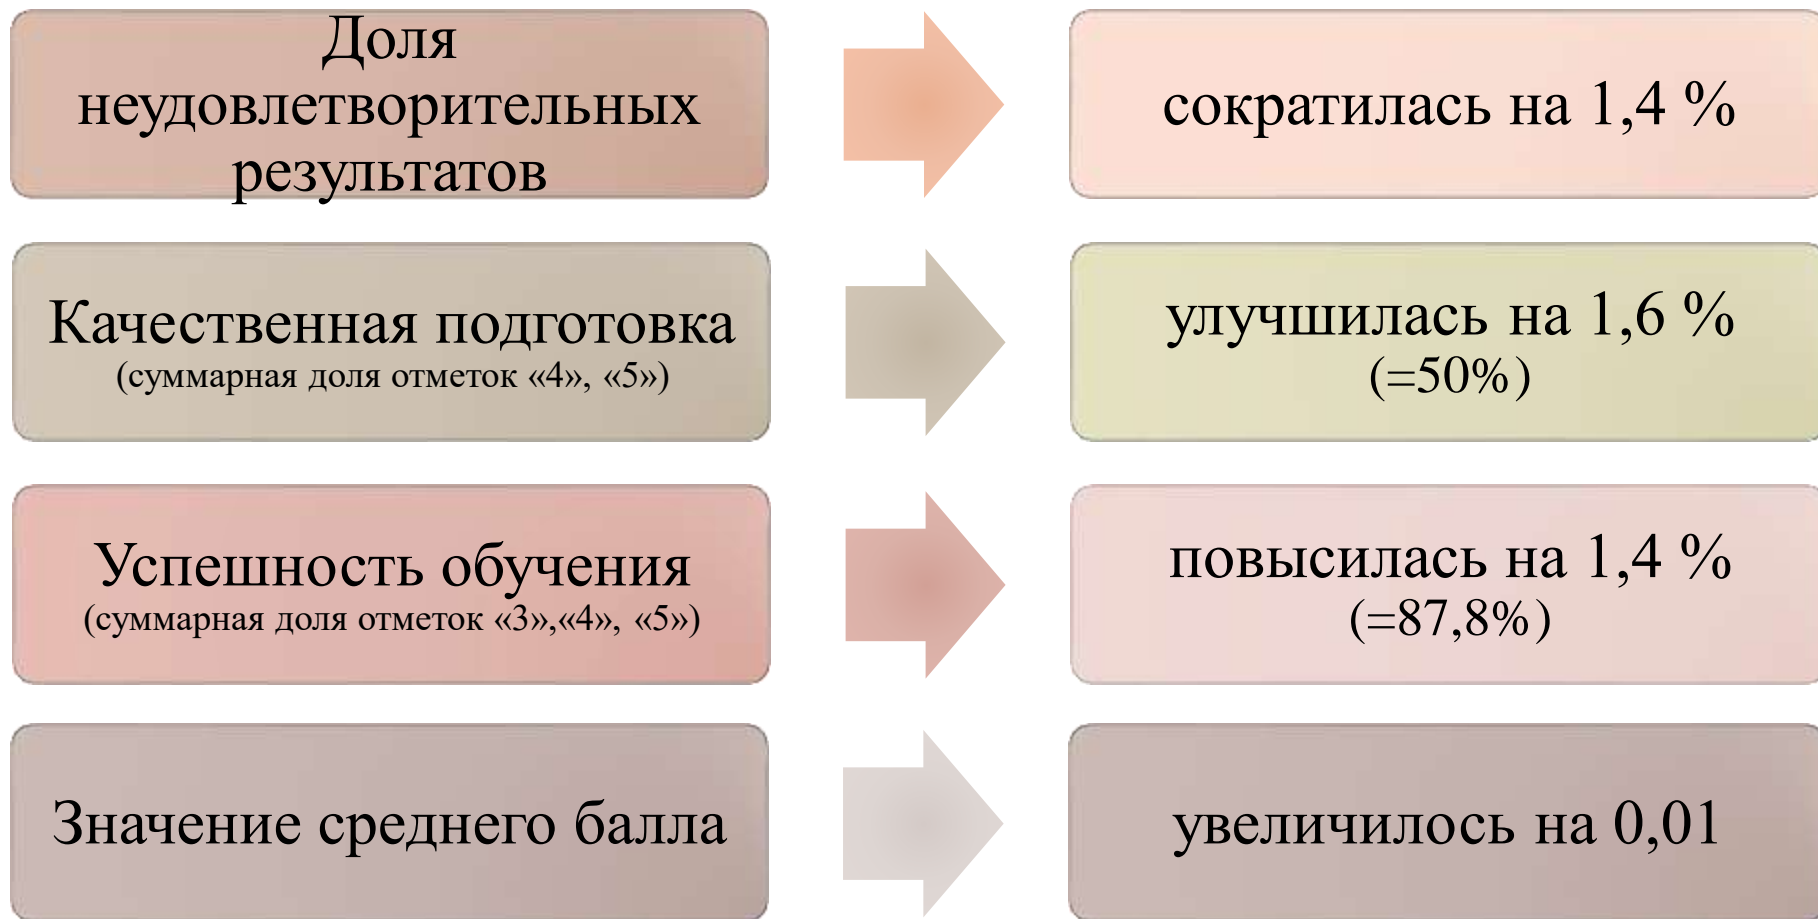 Доля
неудовлетворительных
результатов
сократилась на 1,4 %
Качественная подготовка
(суммарная доля отметок «4», «5»)
улучшилась на 1,6 %
(=50%)
Успешность обучения
(суммарная доля отметок «3»,«4», «5»)
повысилась на 1,4 %
(=87,8%)
Значение среднего балла
увеличилось на 0,01